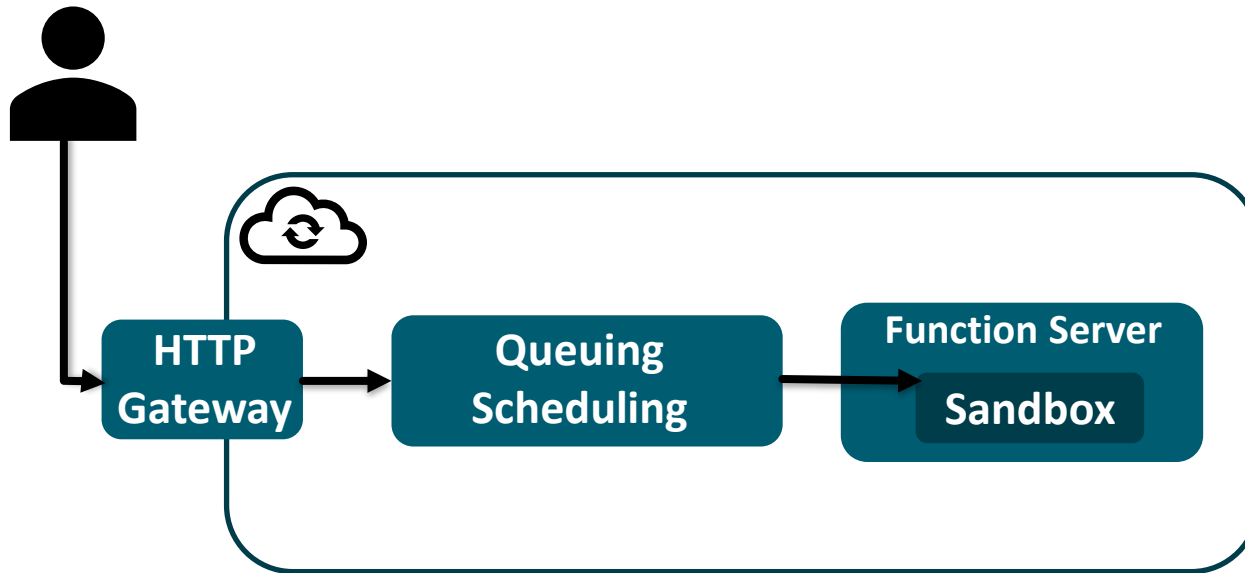 HTTP
Gateway
Queuing
Scheduling
Function Server
Sandbox